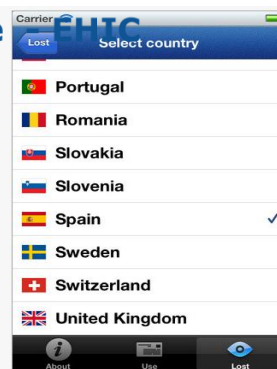 Carrier
e - EHIC
Lost
Select country
Portugal
Romania
Slovakia
Slovenia
Spain
Sweden
Switzerland
United Kingdom
About
Use
Lost